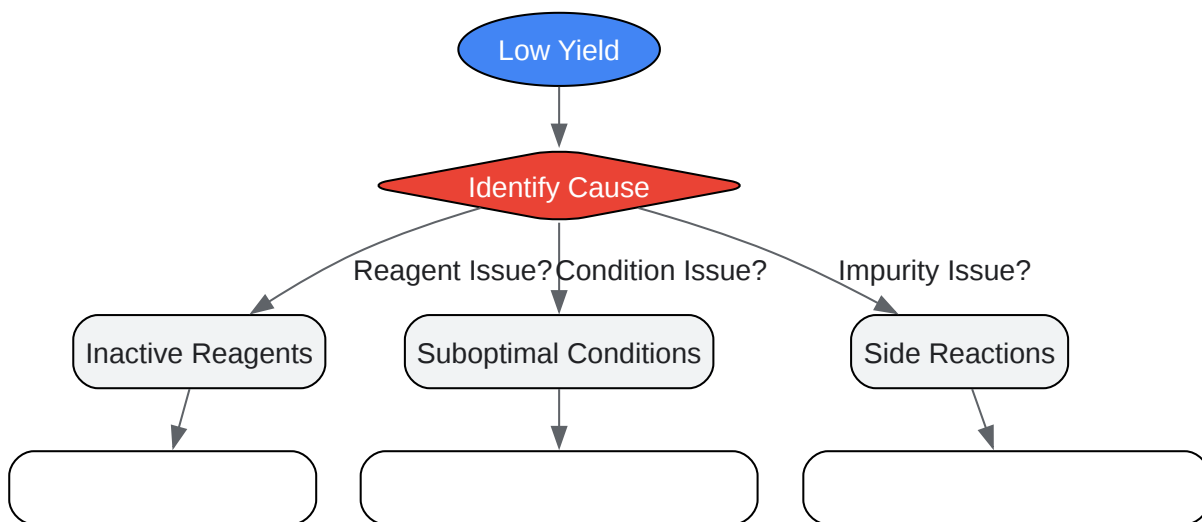 Low Yield
Identify Cause
Reagent Issue?
Condition Issue?
Impurity Issue?
Inactive Reagents
Suboptimal Conditions
Side Reactions